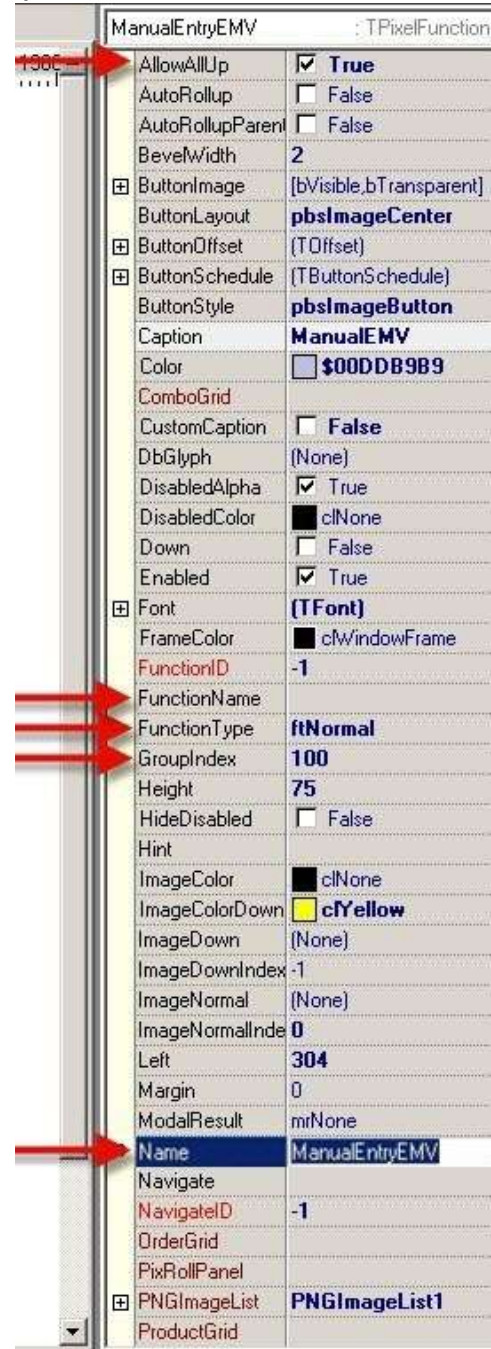 ManualEntryEMV : TPixelFunction
AllowAllUp True
AutoRollup False
AutoRollupParent False
BevelWidth 2
ButtonImage [bVisible,bTransparent]
ButtonLayout pbsImageCenter
ButtonOffset (TOffset)
ButtonSchedule (TButtonSchedule)
ButtonStyle pbsImageButton
Caption ManualEMV
Color $00DDB9B9
ComboGrid
CustomCaption False
DbGlyph (None)
DisabledAlpha True
DisabledColor clNone
Down False
Enabled True
Font (TFont)
FrameColor clWindowFrame
FunctionID -1
FunctionName
FunctionType ftNormal
GroupIndex 100
Height 75
HideDisabled False
Hint
ImageColor clNone
ImageColorDown clYellow
ImageDown (None)
ImageDownIndex -1
ImageNormal (None)
ImageNormalInde 0
Left 304
Margin 0
ModalResult mrNone
Name ManualEntryEMV
Navigate
NavigateID -1
OrderGrid
PixRollPanel
PNGImageList PNGImageList1
ProductGrid